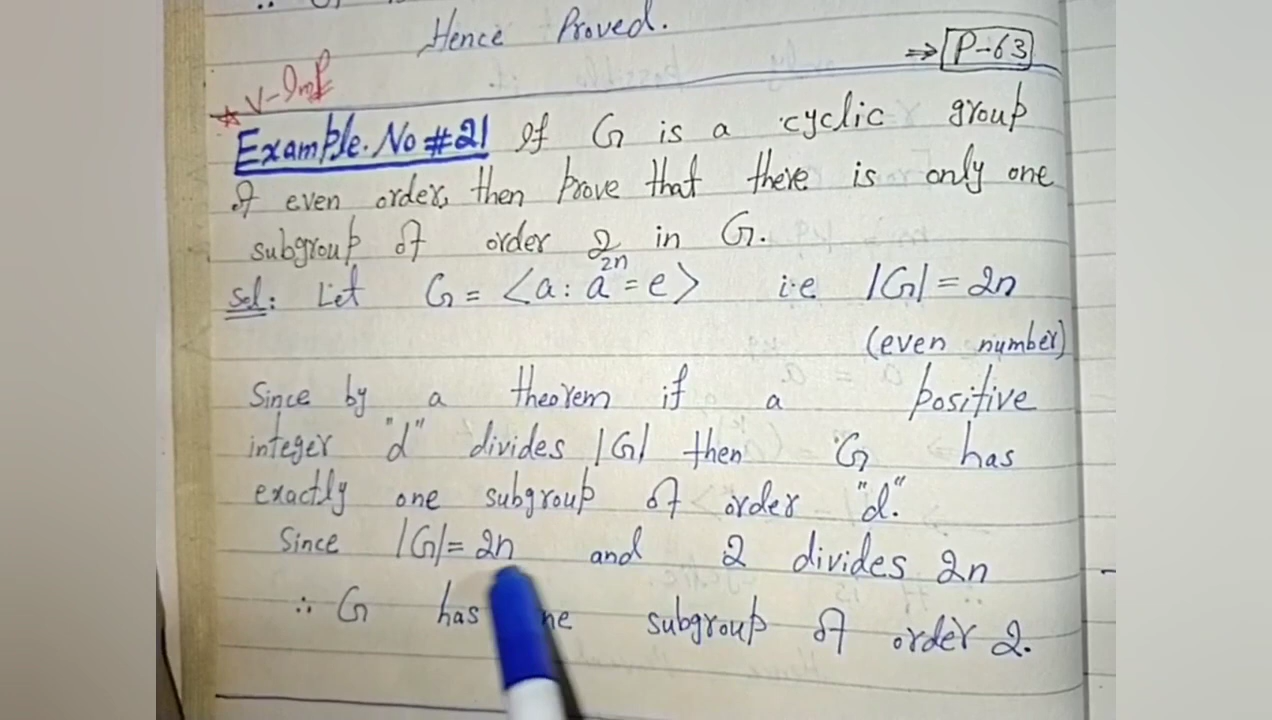 Hence Proved.
⇒ P-63
★ V-Imp
Example. No #21 If G is a cyclic group
of even order, then prove that there is only one
subgroup of order 2 in G.
Sol: Let G = <a : a²ⁿ = e> i.e |G| = 2n
(even number)
Since by a theorem if a positive
integer "d" divides |G| then G has
exactly one subgroup of order "d".
Since |G| = 2n and 2 divides 2n
∴ G has subgroup of order 2.